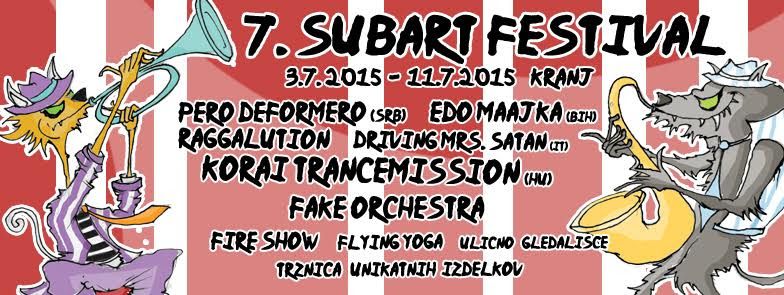 7. SUBART FESTIVAL
3.7.2015 - 11.7.2015 KRANJ
PERO DEFORMERO (SRB) EDO MAAJKA (BIH)
RAGGALUTION DRIVING MRS. SATAN (IT)
KORAI TRANCEMISSION (HU)
FAKE ORCHESTRA
FIRE SHOW FLYING YOGA ULICNO GLEDALISCE
TRZNICA UNIKATNIH IZDELKOV